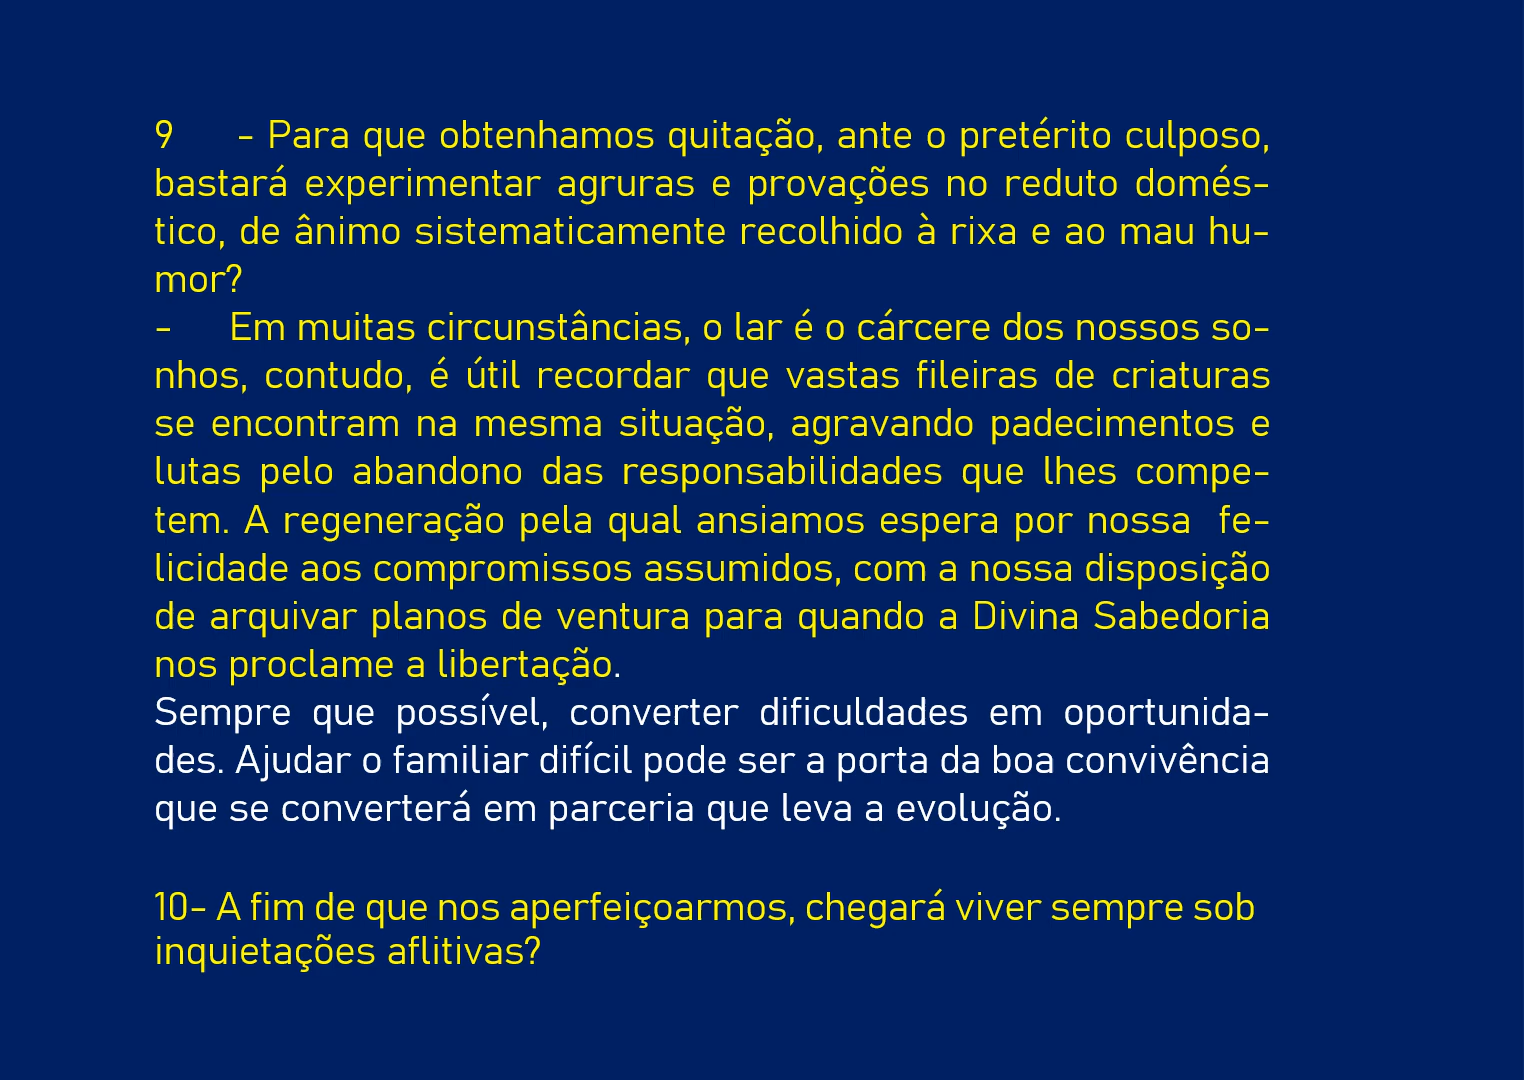 9 - Para que obtenhamos quitação, ante o pretérito culposo,
bastará experimentar agruras e provações no reduto domés-
tico, de ânimo sistematicamente recolhido à rixa e ao mau hu-
mor?
- Em muitas circunstâncias, o lar é o cárcere dos nossos so-
nhos, contudo, é útil recordar que vastas fileiras de criaturas
se encontram na mesma situação, agravando padecimentos e
lutas pelo abandono das responsabilidades que lhes compe-
tem. A regeneração pela qual ansiamos espera por nossa fe-
licidade aos compromissos assumidos, com a nossa disposição
de arquivar planos de ventura para quando a Divina Sabedoria
nos proclame a libertação.
Sempre que possível, converter dificuldades em oportunida-
des. Ajudar o familiar difícil pode ser a porta da boa convivência
que se converterá em parceria que leva a evolução.
10- A fim de que nos aperfeiçoarmos, chegará viver sempre sob
inquietações aflitivas?